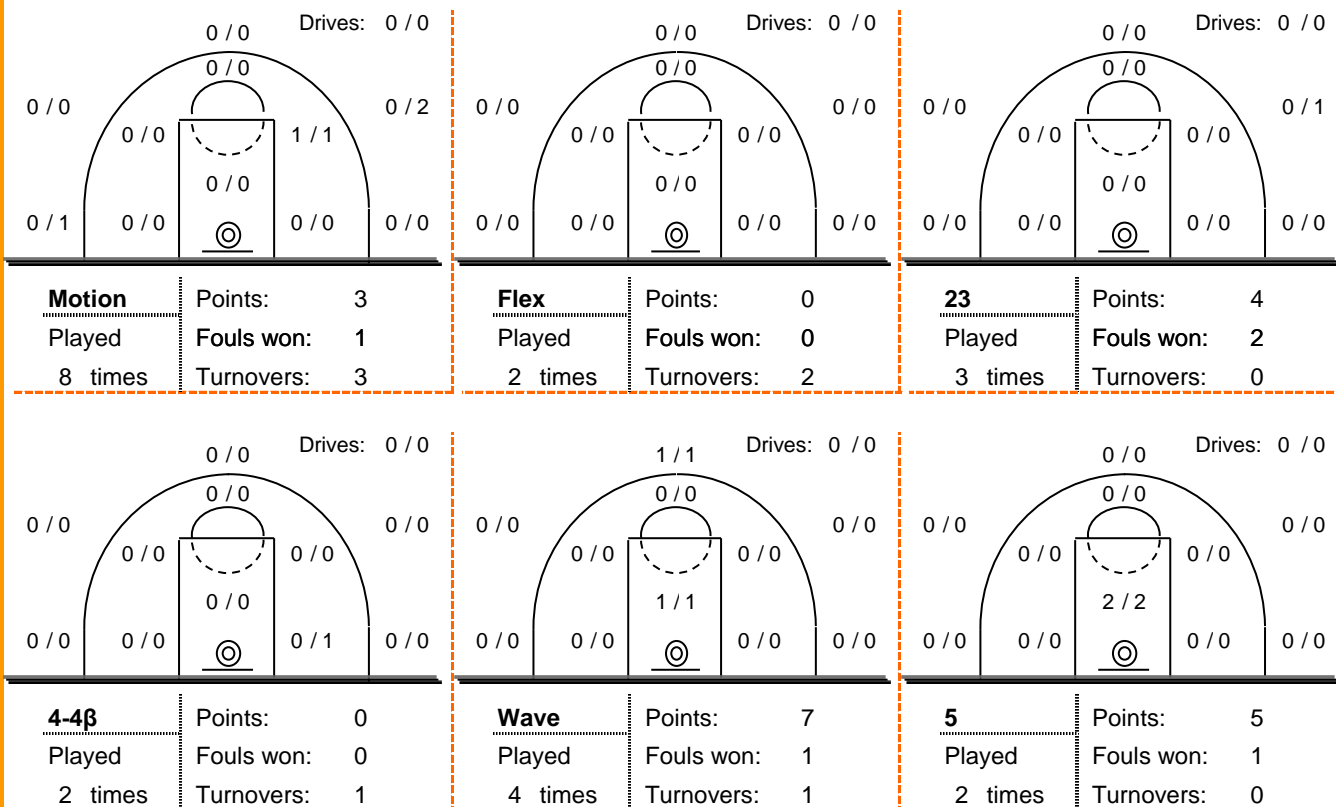 Drives: 0 / 0
0 / 0
0 / 0
0 / 0
0 / 2
0 / 0
1 / 1
0 / 0
0 / 1
0 / 0
0 / 0
0 / 0
Motion
Played
8 times
Points: 3
Fouls won: 1
Turnovers: 3
Drives: 0 / 0
0 / 0
0 / 0
0 / 0
0 / 0
0 / 0
0 / 0
0 / 0
0 / 0
0 / 0
0 / 0
0 / 0
Flex
Played
2 times
Points: 0
Fouls won: 0
Turnovers: 2
Drives: 0 / 0
0 / 0
0 / 0
0 / 0
0 / 1
0 / 0
0 / 0
0 / 0
0 / 0
0 / 0
0 / 0
0 / 0
23
Played
3 times
Points: 4
Fouls won: 2
Turnovers: 0
Drives: 0 / 0
0 / 0
0 / 0
0 / 0
0 / 0
0 / 0
0 / 0
0 / 0
0 / 0
0 / 0
0 / 1
0 / 0
4-4β
Played
2 times
Points: 0
Fouls won: 0
Turnovers: 1
Drives: 0 / 0
1 / 1
0 / 0
0 / 0
0 / 0
0 / 0
0 / 0
1 / 1
0 / 0
0 / 0
0 / 0
0 / 0
Wave
Played
4 times
Points: 7
Fouls won: 1
Turnovers: 1
Drives: 0 / 0
0 / 0
0 / 0
0 / 0
0 / 0
0 / 0
0 / 0
2 / 2
0 / 0
0 / 0
0 / 0
0 / 0
5
Played
2 times
Points: 5
Fouls won: 1
Turnovers: 0